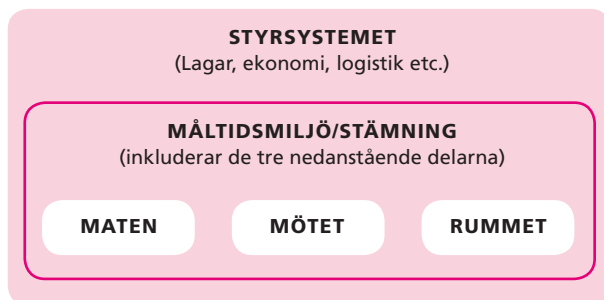 STYRSYSTEMET
(Lagar, ekonomi, logistik etc.)
MÅLTIDSMILJÖ/STÄMNING
(inkluderar de tre nedanstående delarna)
MATEN MÖTET RUMMET